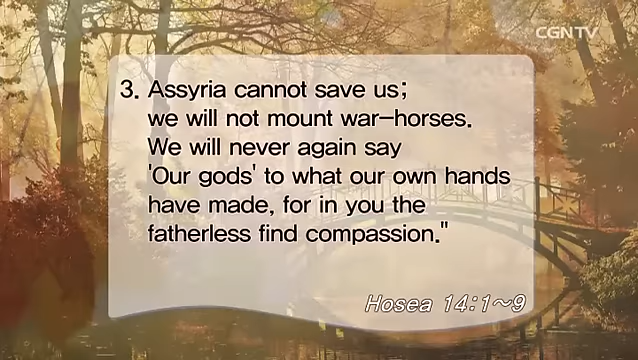 CGNTV
3. Assyria cannot save us;
we will not mount war-horses.
We will never again say
'Our gods' to what our own hands
have made, for in you the
fatherless find compassion."
Hosea 14:1~9